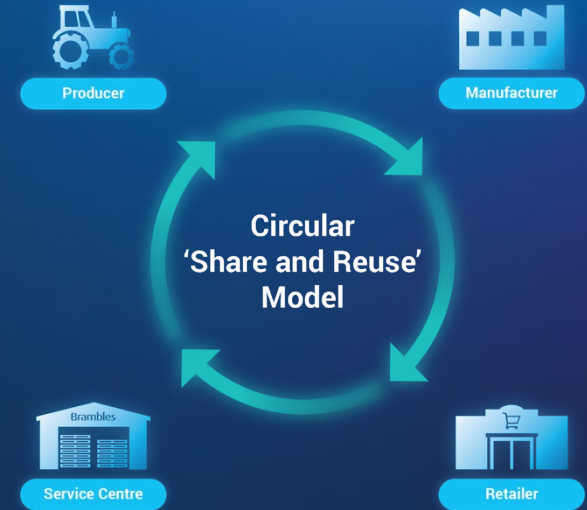 Producer
Manufacturer
Circular
‘Share and Reuse’
Model
Brambles
Service Centre
Retailer